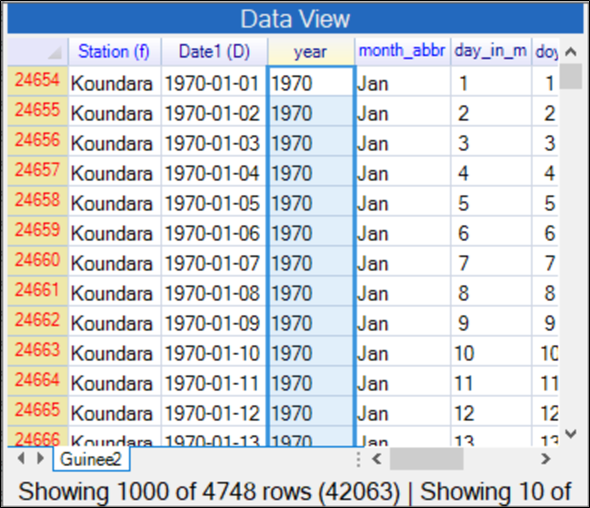 Data View
Station (f) Date1 (D) year month_abbr day_in_m doy
24654 Koundara 1970-01-01 1970 Jan 1 1
24655 Koundara 1970-01-02 1970 Jan 2 2
24656 Koundara 1970-01-03 1970 Jan 3 3
24657 Koundara 1970-01-04 1970 Jan 4 4
24658 Koundara 1970-01-05 1970 Jan 5 5
24659 Koundara 1970-01-06 1970 Jan 6 6
24660 Koundara 1970-01-07 1970 Jan 7 7
24661 Koundara 1970-01-08 1970 Jan 8 8
24662 Koundara 1970-01-09 1970 Jan 9 9
24663 Koundara 1970-01-10 1970 Jan 10 10
24664 Koundara 1970-01-11 1970 Jan 11 11
24665 Koundara 1970-01-12 1970 Jan 12 12
24666 Koundara 1970-01-13 1970 Jan 13 13
Guinee2
Showing 1000 of 4748 rows (42063) | Showing 10 of